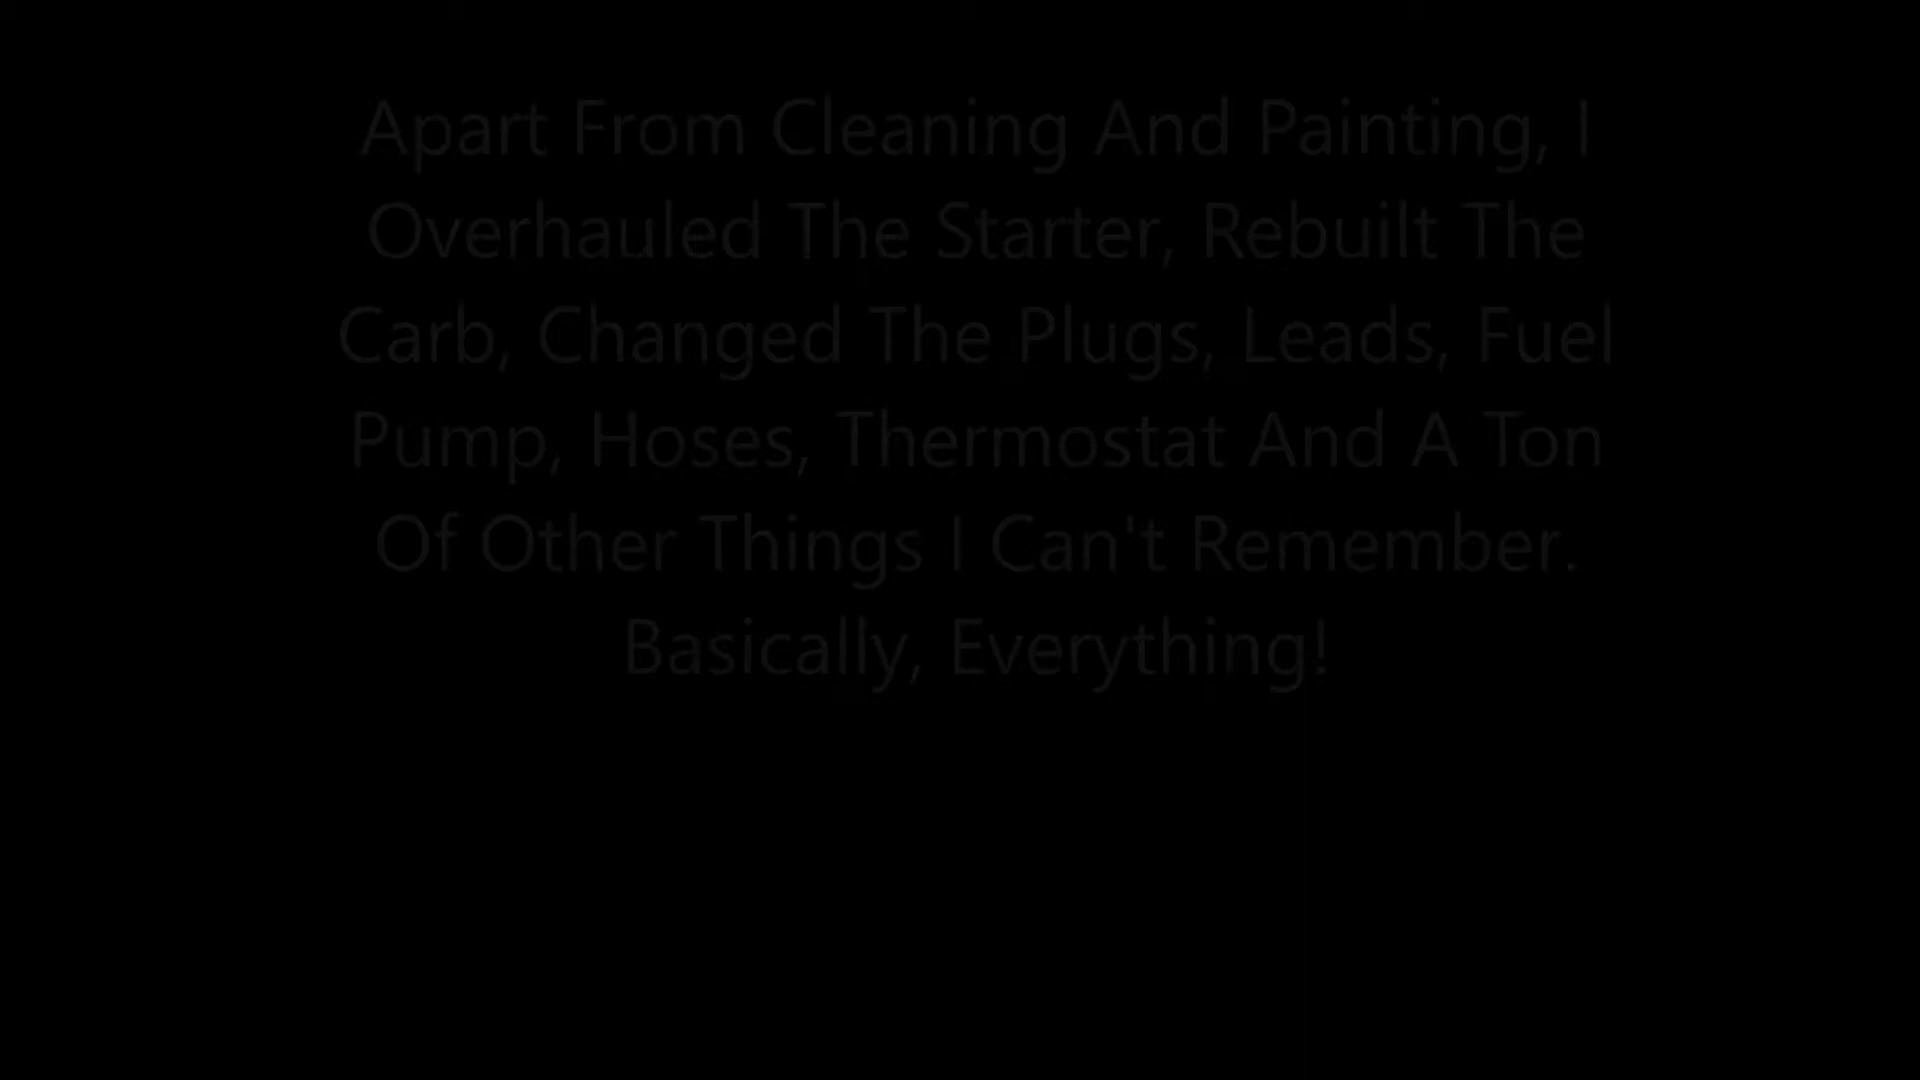 Apart From Cleaning And Painting, I
Overhauled The Starter, Rebuilt The
Carb, Changed The Plugs, Leads, Fuel
Pump, Hoses, Thermostat And A Ton
Of Other Things I Can't Remember.
Basically, Everything!